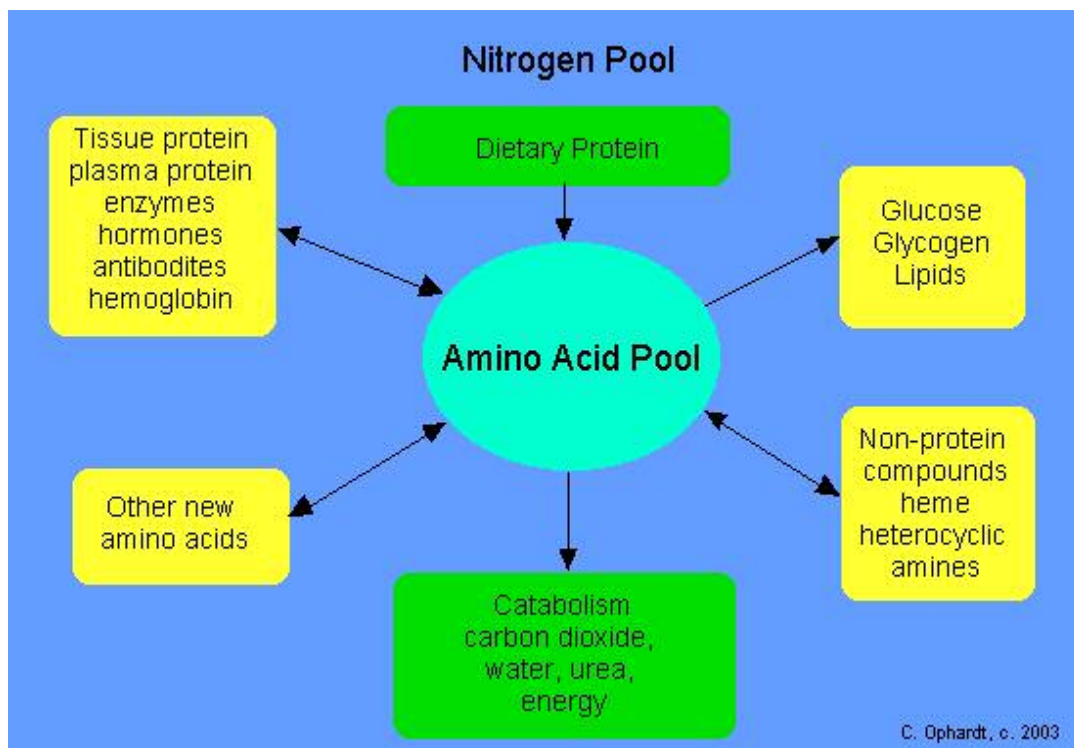 Nitrogen Pool
Tissue protein
plasma protein
enzymes
hormones
antibodites
hemoglobin
Dietary Protein
Glucose
Glycogen
Lipids
Amino Acid Pool
Other new
amino acids
Non-protein
compounds
heme
heterocyclic
amines
Catabolism
carbon dioxide,
water, urea,
energy
C. Ophardt, c. 2003